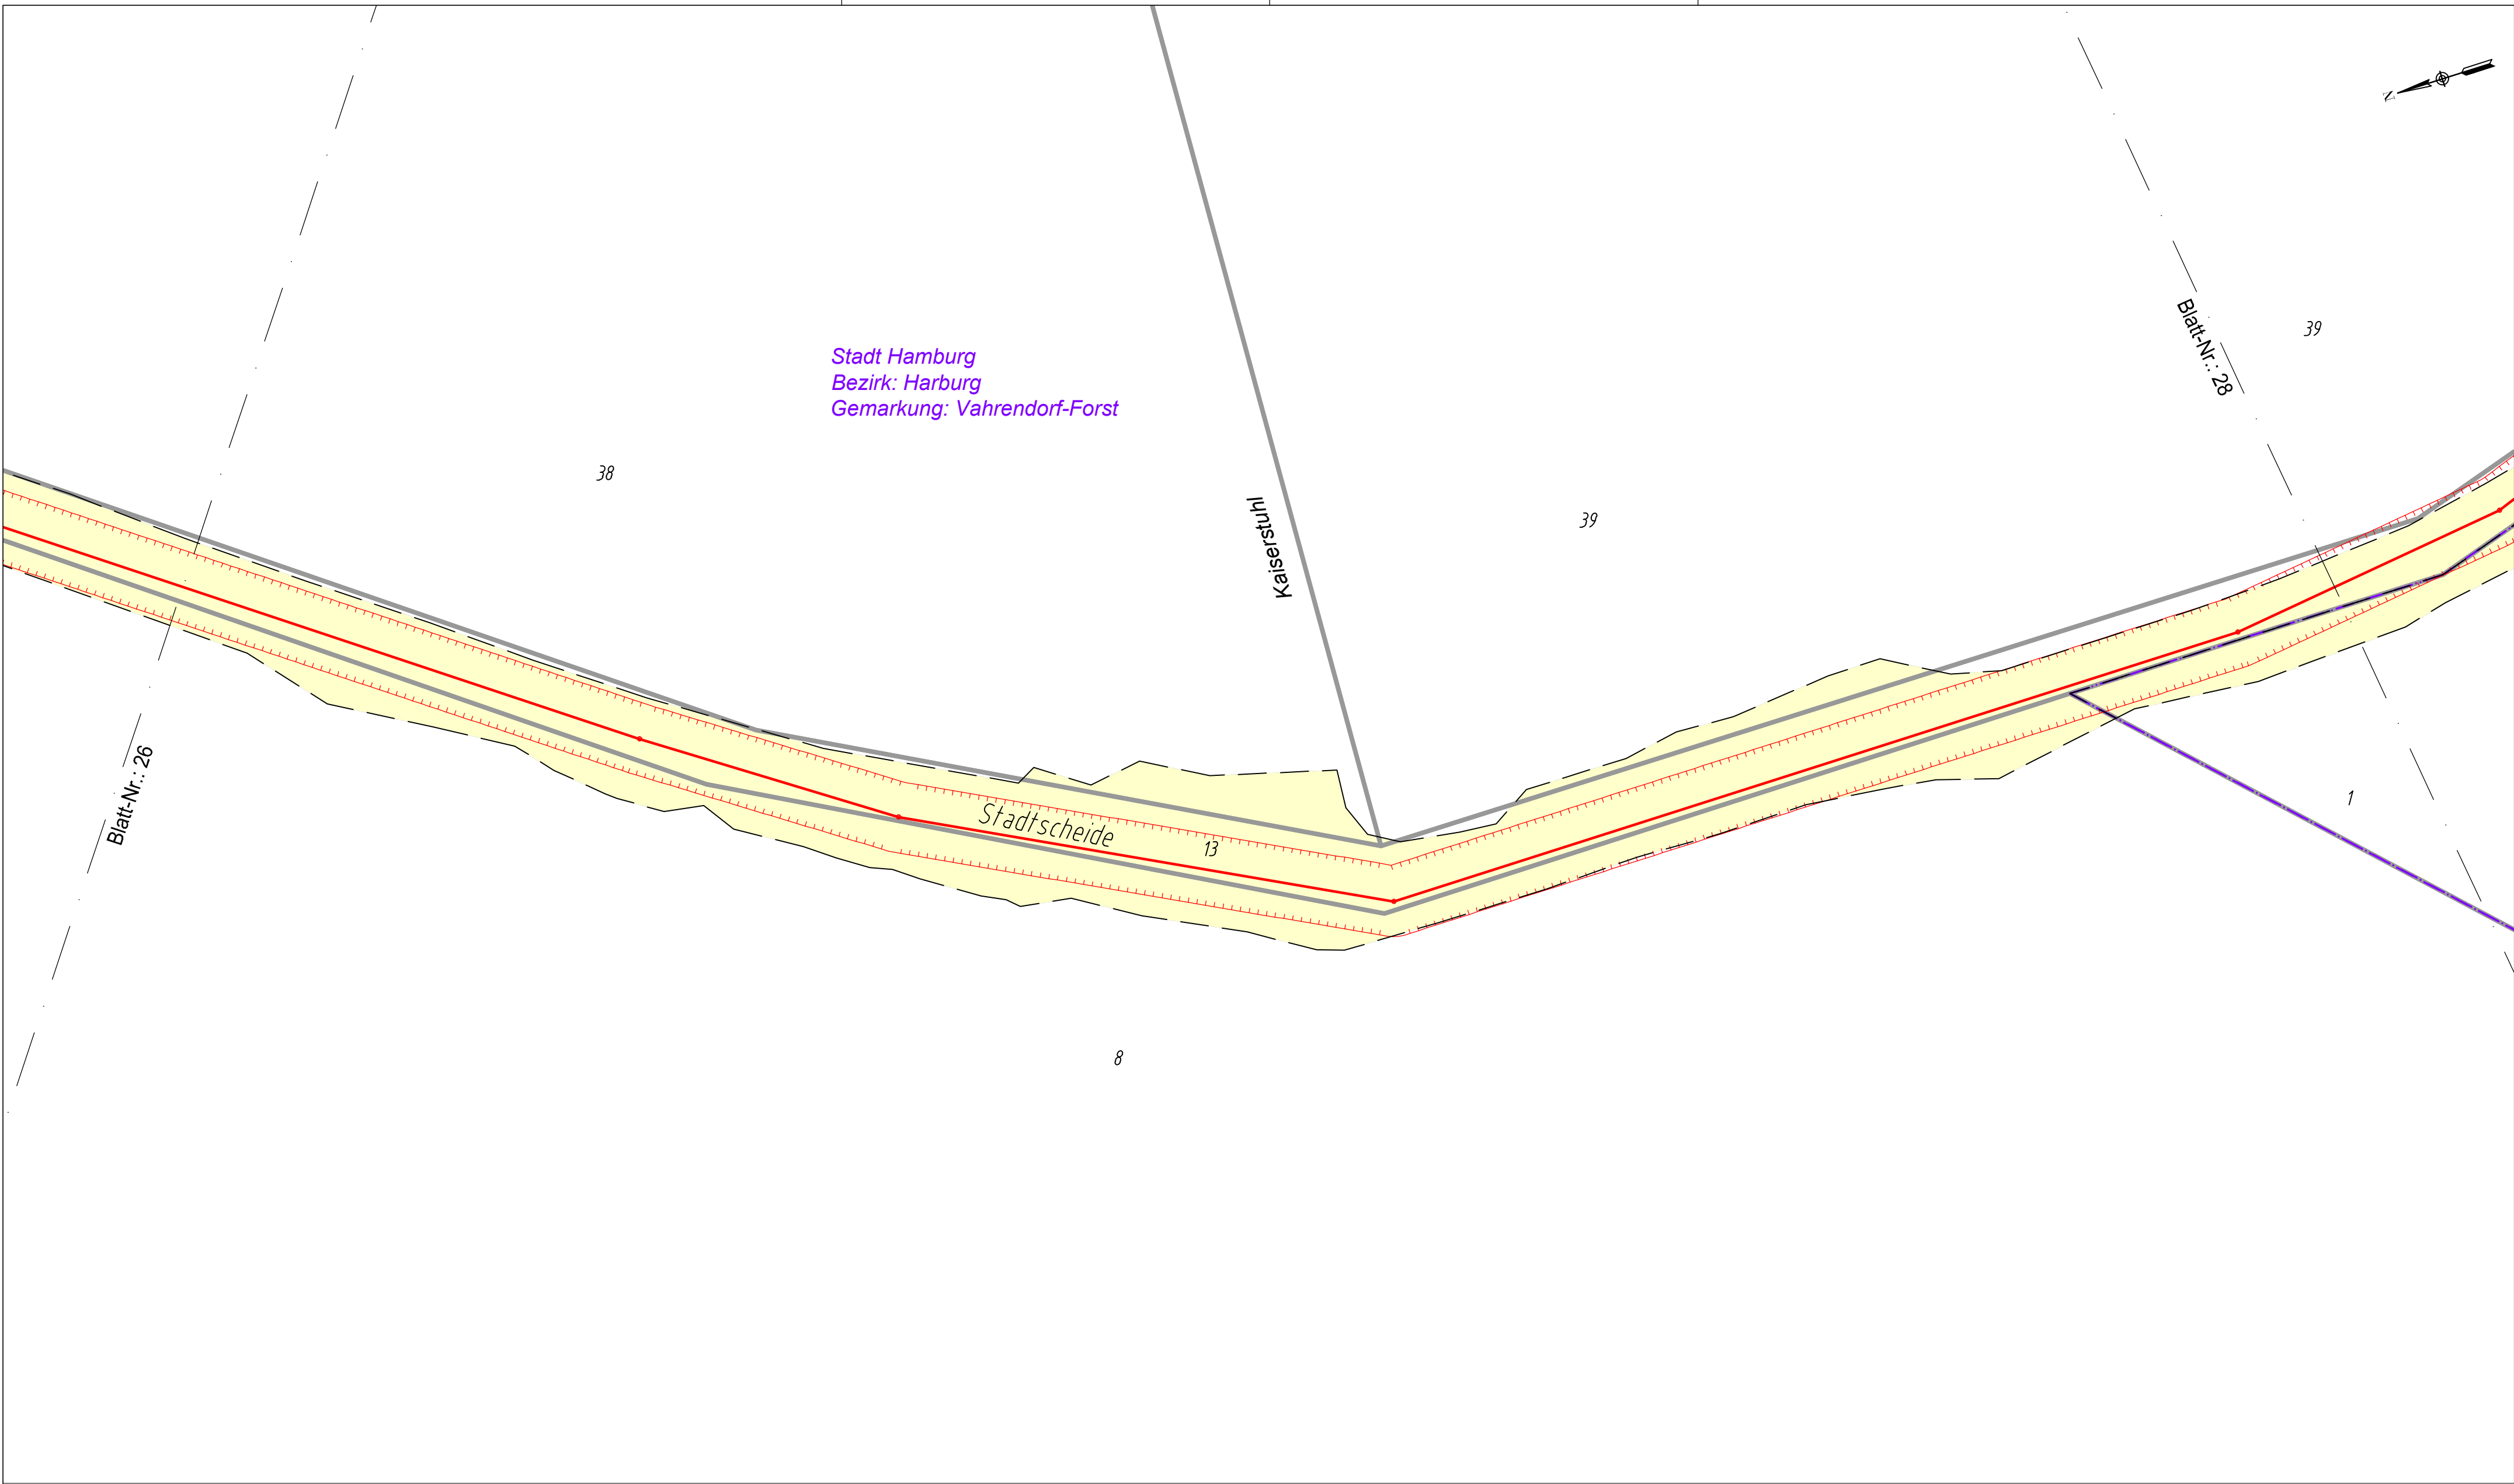 N
Blatt-Nr.: 28
39
Stadt Hamburg
Bezirk: Harburg
Gemarkung: Vahrendorf-Forst
38
Kaiserstuhl
39
Blatt-Nr.: 26
Stadtscheide
13
1
8